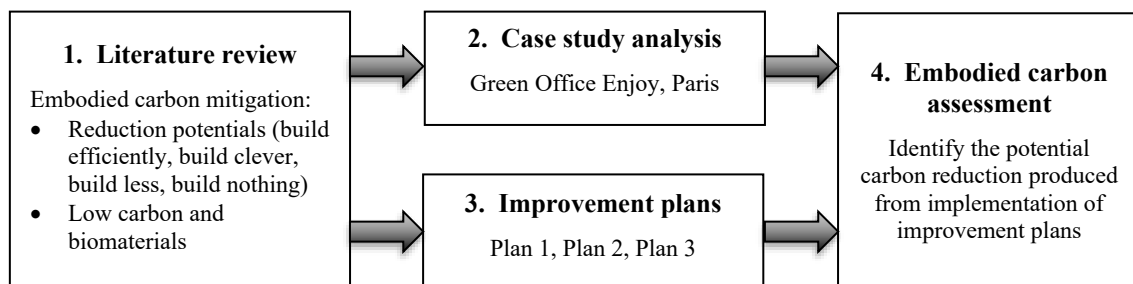 1. Literature review
Embodied carbon mitigation:
• Reduction potentials (build
efficiently, build clever,
build less, build nothing)
• Low carbon and
biomaterials
2. Case study analysis
Green Office Enjoy, Paris
3. Improvement plans
Plan 1, Plan 2, Plan 3
4. Embodied carbon
assessment
Identify the potential
carbon reduction produced
from implementation of
improvement plans